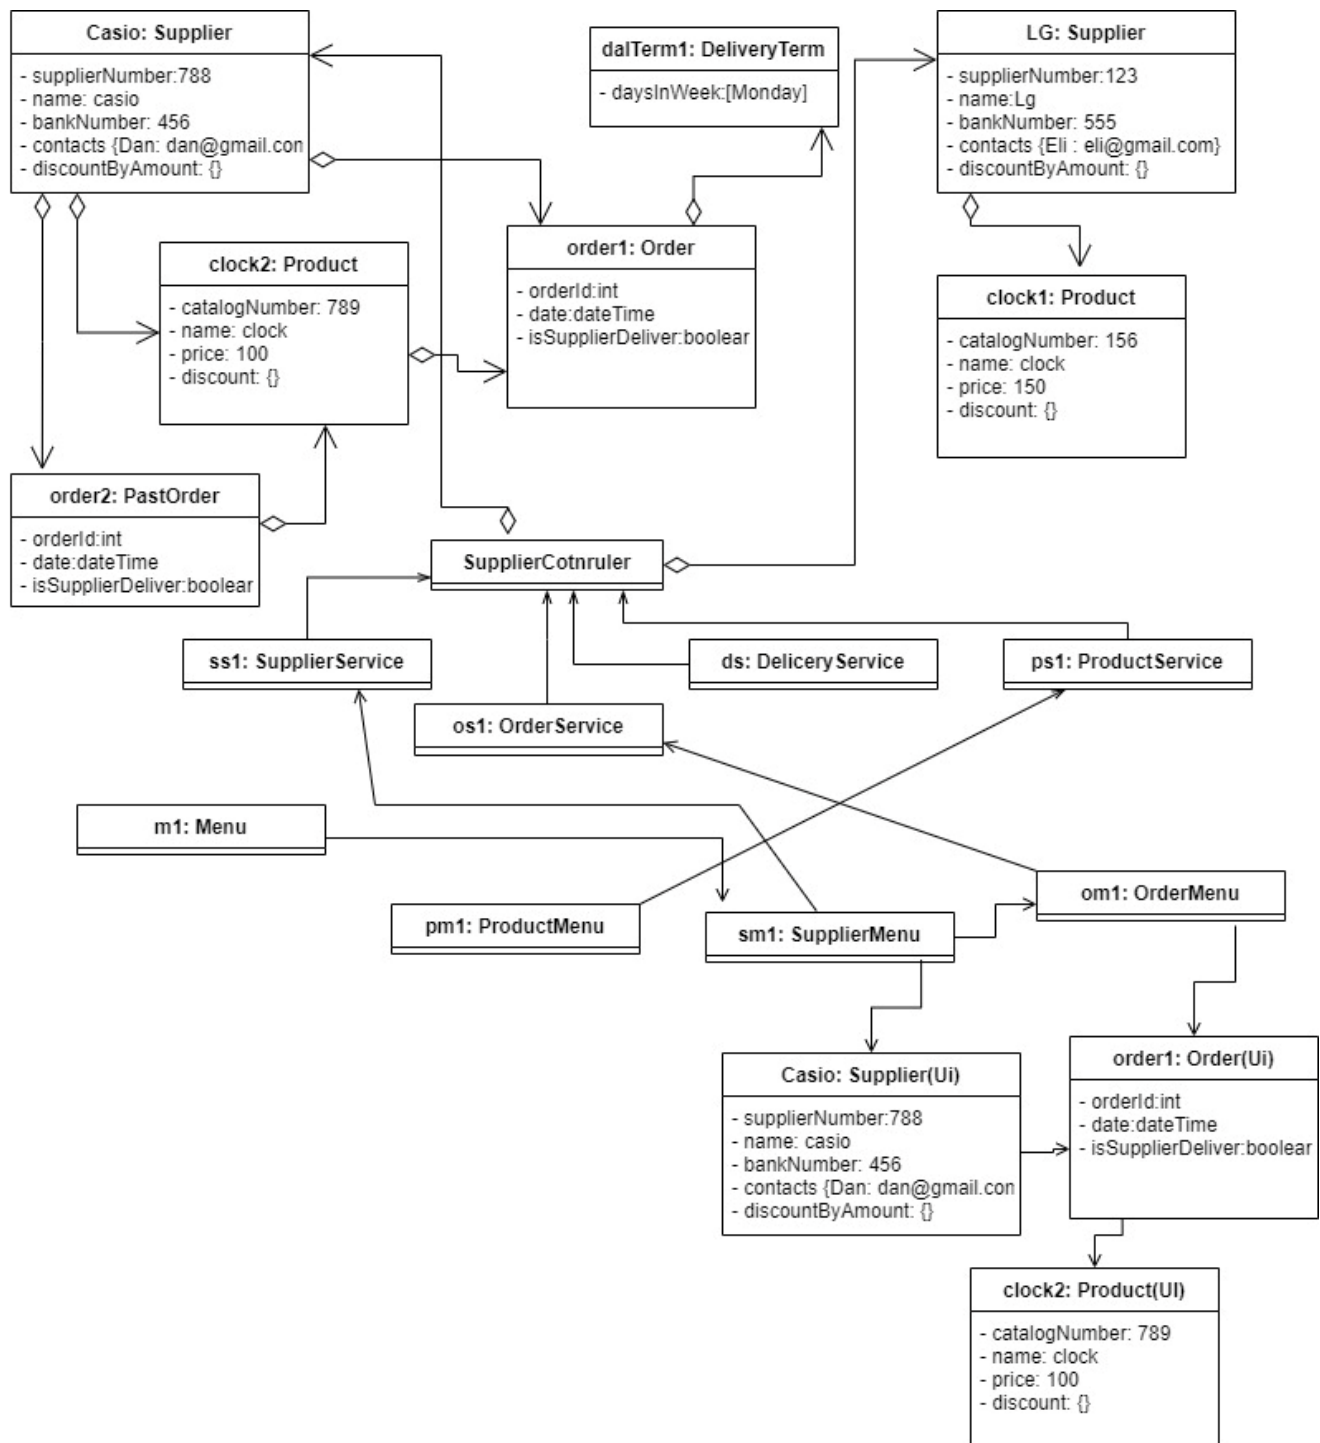 Casio: Supplier
- supplierNumber:788
- name: casio
- bankNumber: 456
- contacts {Dan: dan@gmail.con
- discountByAmount: {}
dalTerm1: DeliveryTerm
- daysInWeek:[Monday]
LG: Supplier
- supplierNumber:123
- name:Lg
- bankNumber: 555
- contacts {Eli : eli@gmail.com}
- discountByAmount: {}
clock2: Product
- catalogNumber: 789
- name: clock
- price: 100
- discount: {}
order1: Order
- orderId:int
- date:dateTime
- isSupplierDeliver:boolear
clock1: Product
- catalogNumber: 156
- name: clock
- price: 150
- discount: {}
order2: PastOrder
- orderId:int
- date:dateTime
- isSupplierDeliver:boolear
SupplierCotnruler
ss1: SupplierService
ds: DeliceryService
ps1: ProductService
os1: OrderService
m1: Menu
pm1: ProductMenu
sm1: SupplierMenu
om1: OrderMenu
Casio: Supplier(Ui)
- supplierNumber:788
- name: casio
- bankNumber: 456
- contacts {Dan: dan@gmail.con
- discountByAmount: {}
order1: Order(Ui)
- orderId:int
- date:dateTime
- isSupplierDeliver:boolear
clock2: Product(UI)
- catalogNumber: 789
- name: clock
- price: 100
- discount: {}